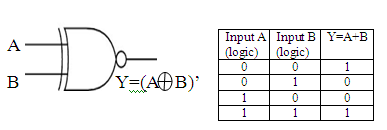 A
B
Y=(A⊕B)’
Input A Input B Y=A+B
(logic) (logic)
0 0 1
0 1 0
1 0 0
1 1 1